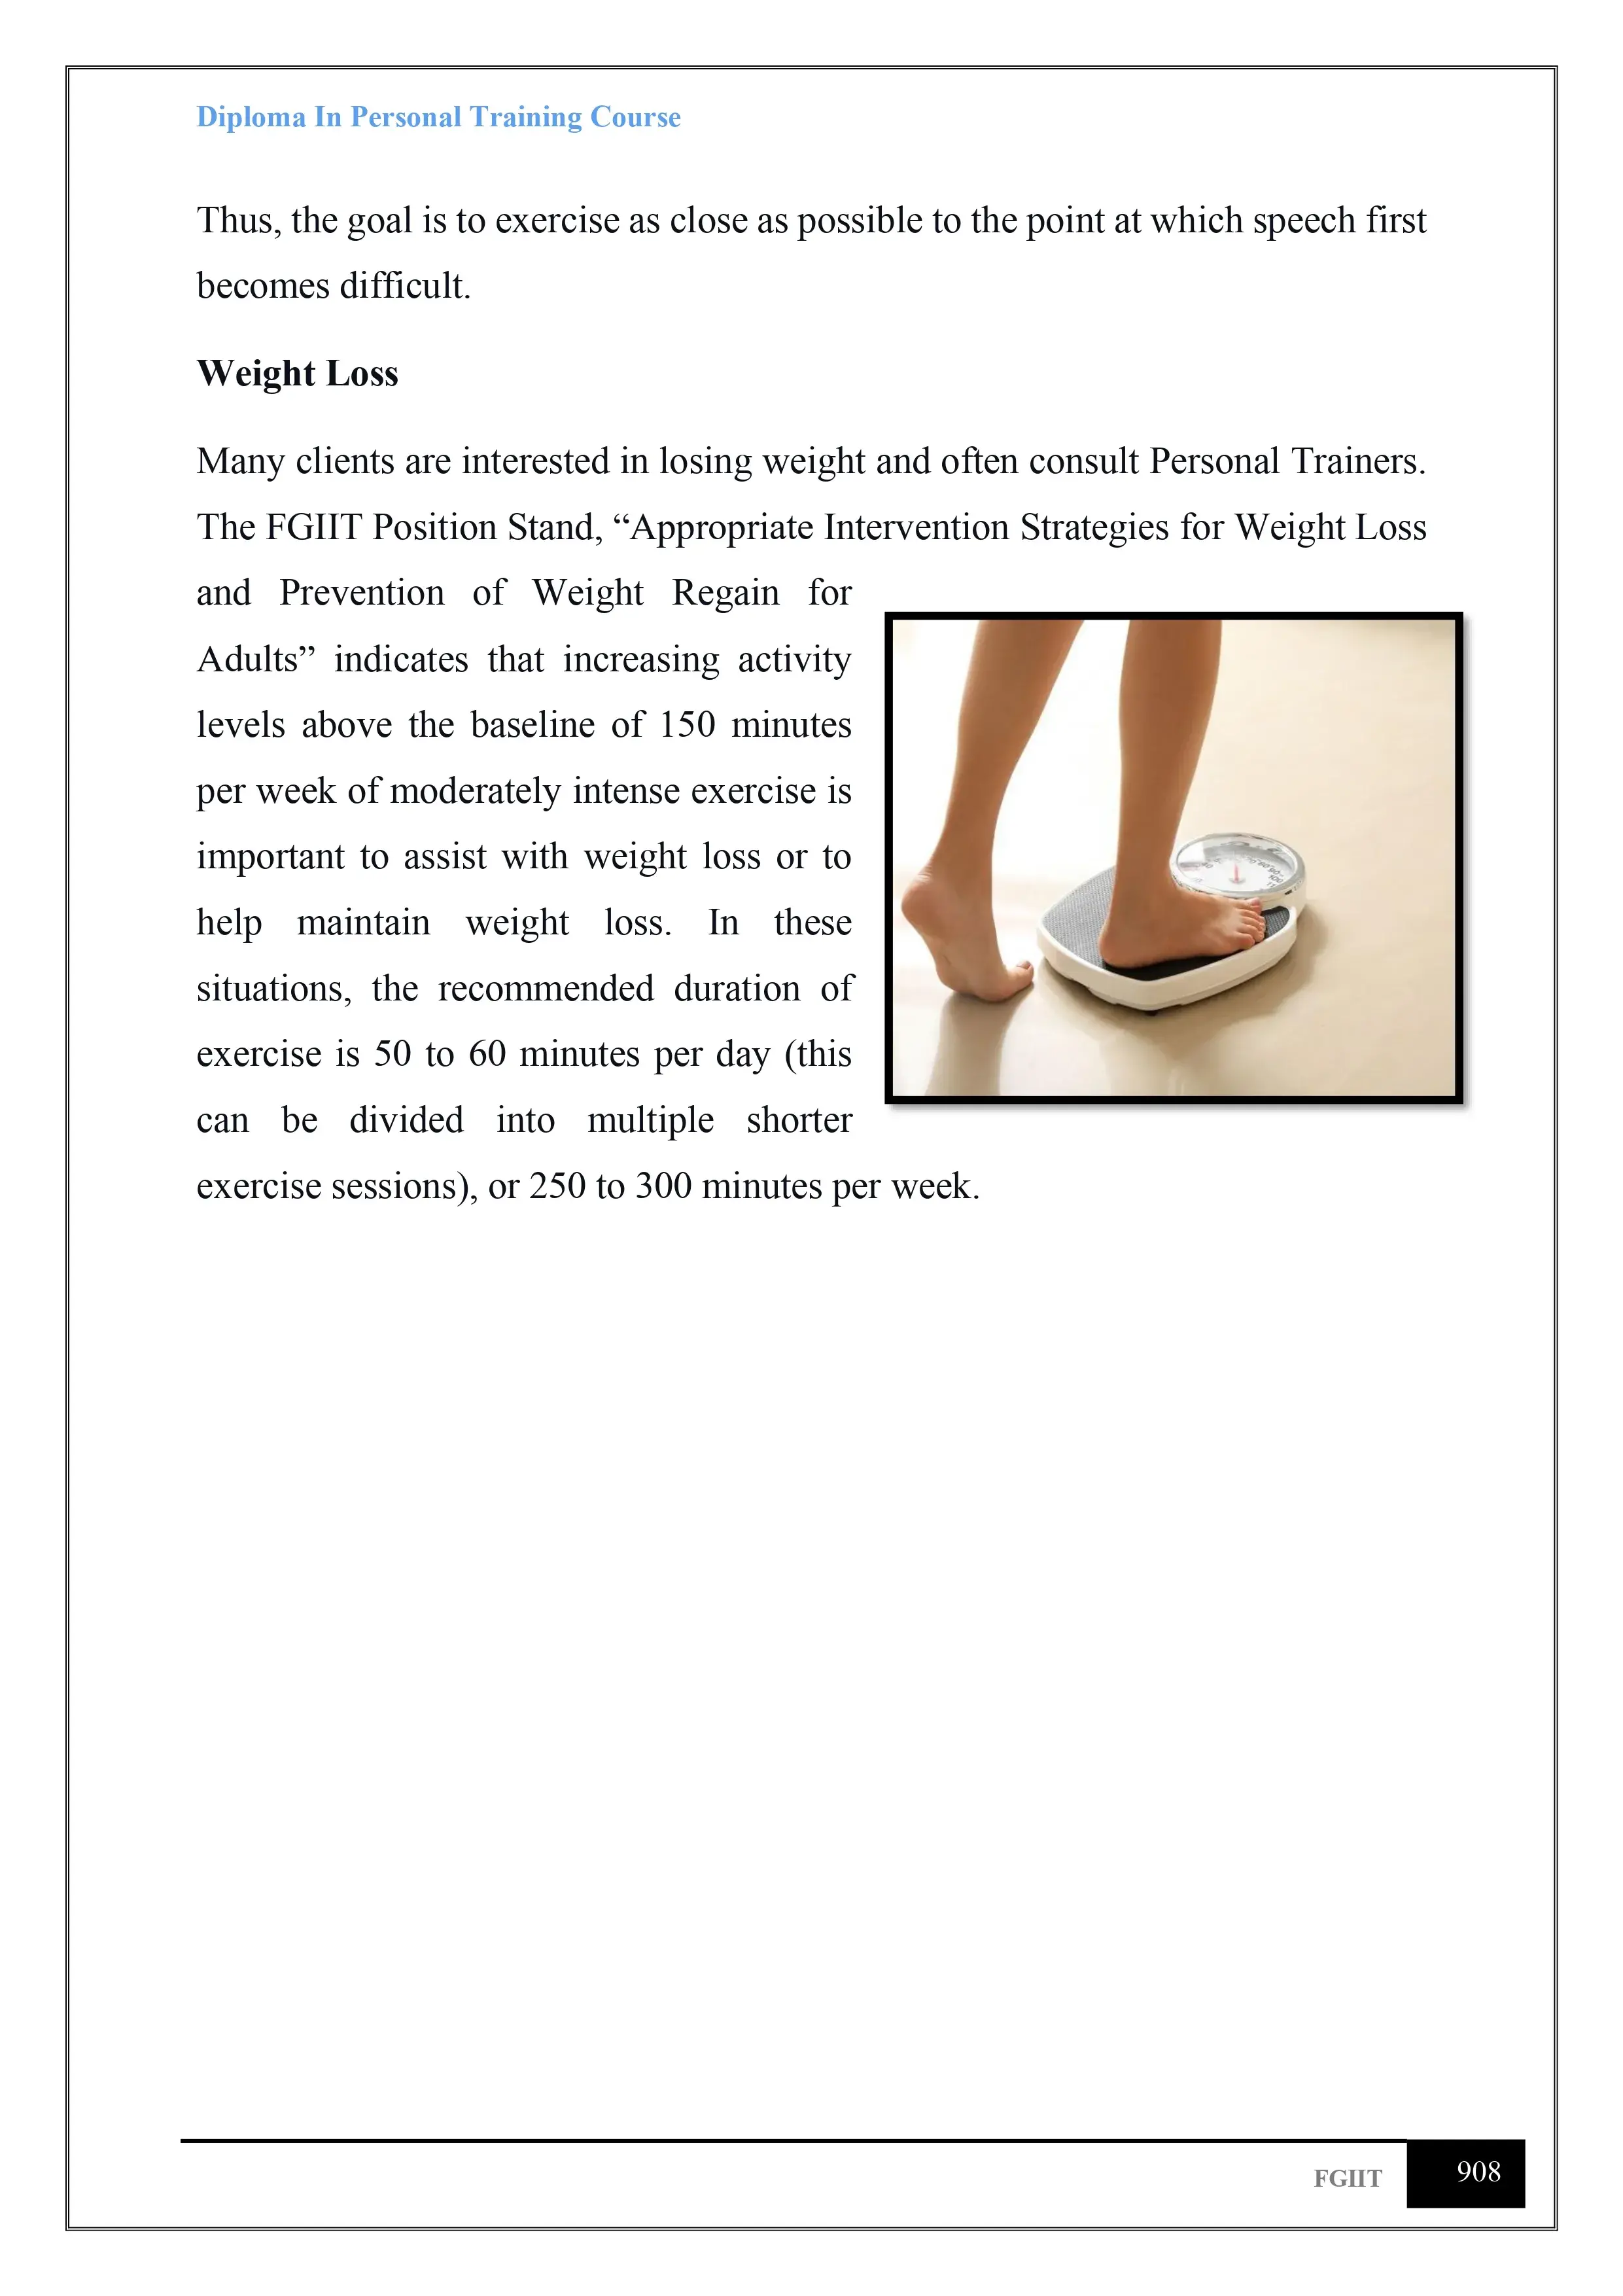 Diploma In Personal Training Course
Thus, the goal is to exercise as close as possible to the point at which speech first
becomes difficult.
Weight Loss
Many clients are interested in losing weight and often consult Personal Trainers.
The FGIIT Position Stand, “Appropriate Intervention Strategies for Weight Loss
and Prevention of Weight Regain for
Adults” indicates that increasing activity
levels above the baseline of 150 minutes
per week of moderately intense exercise is
important to assist with weight loss or to
help maintain weight loss. In these
situations, the recommended duration of
exercise is 50 to 60 minutes per day (this
can be divided into multiple shorter
exercise sessions), or 250 to 300 minutes per week.
FGIIT
908